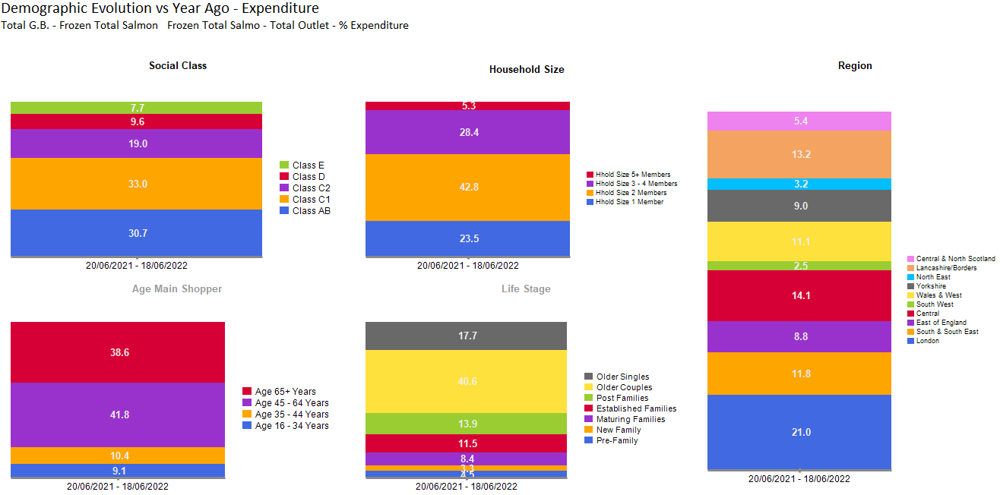 Demographic Evolution vs Year Ago - Expenditure
Total G.B. - Frozen Total Salmon   Frozen Total Salmo - Total Outlet - % Expenditure
Social Class
7.7
9.6
19.0
33.0
30.7
20/06/2021 - 18/06/2022
Class E
Class D
Class C2
Class C1
Class AB
Household Size
5.3
28.4
42.8
23.5
20/06/2021 - 18/06/2022
Hhold Size 5+ Members
Hhold Size 3 - 4 Members
Hhold Size 2 Members
Hhold Size 1 Member
Region
5.4
13.2
3.2
9.0
11.1
2.5
14.1
8.8
11.8
21.0
20/06/2021 - 18/06/2022
Central & North Scotland
Lancashire/Borders
North East
Yorkshire
Wales & West
South West
Central
East of England
South & South East
London
Age Main Shopper
38.6
41.8
10.4
9.1
20/06/2021 - 18/06/2022
Age 65+ Years
Age 45 - 64 Years
Age 35 - 44 Years
Age 16 - 34 Years
Life Stage
17.7
40.6
13.9
11.5
8.4
3.3
4.5
20/06/2021 - 18/06/2022
Older Singles
Older Couples
Post Families
Established Families
Maturing Families
New Family
Pre-Family